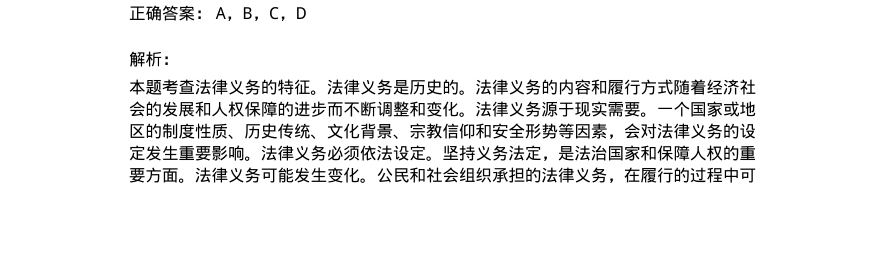 正确答案： A，B，C，D
解析：
本题考查法律义务的特征。法律义务是历史的。法律义务的内容和履行方式随着经济社
会的发展和人权保障的进步而不断调整和变化。法律义务源于现实需要。一个国家或地
区的制度性质、历史传统、文化背景、宗教信仰和安全形势等因素，会对法律义务的设
定发生重要影响。法律义务必须依法设定。坚持义务法定，是法治国家和保障人权的重
要方面。法律义务可能发生变化。公民和社会组织承担的法律义务，在履行的过程中可